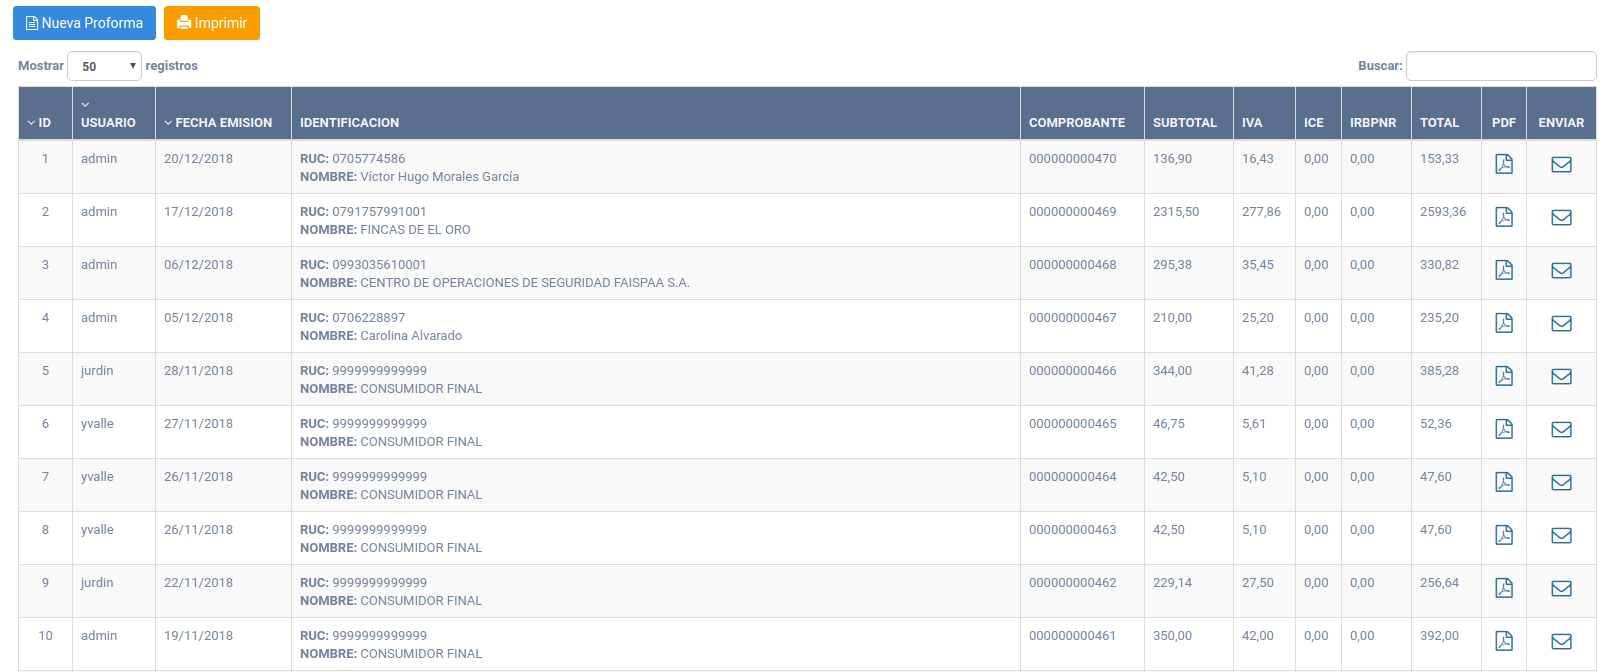 Nueva Proforma Imprimir
Mostrar 50 registros Buscar:
ID USUARIO FECHA EMISION IDENTIFICACION COMPROBANTE SUBTOTAL IVA ICE IRBPNR TOTAL PDF ENVIAR
1 admin 20/12/2018 RUC: 0705774586 000000000470 136,90 16,43 0,00 0,00 153,33
NOMBRE: Víctor Hugo Morales García
2 admin 17/12/2018 RUC: 0791757991001 000000000469 2315,50 277,86 0,00 0,00 2593,36
NOMBRE: FINCAS DE EL ORO
3 admin 06/12/2018 RUC: 0993035610001 000000000468 295,38 35,45 0,00 0,00 330,82
NOMBRE: CENTRO DE OPERACIONES DE SEGURIDAD FAISPAA S.A.
4 admin 05/12/2018 RUC: 0706228897 000000000467 210,00 25,20 0,00 0,00 235,20
NOMBRE: Carolina Alvarado
5 jurdin 28/11/2018 RUC: 9999999999999 000000000466 344,00 41,28 0,00 0,00 385,28
NOMBRE: CONSUMIDOR FINAL
6 yvalle 27/11/2018 RUC: 9999999999999 000000000465 46,75 5,61 0,00 0,00 52,36
NOMBRE: CONSUMIDOR FINAL
7 yvalle 26/11/2018 RUC: 9999999999999 000000000464 42,50 5,10 0,00 0,00 47,60
NOMBRE: CONSUMIDOR FINAL
8 yvalle 26/11/2018 RUC: 9999999999999 000000000463 42,50 5,10 0,00 0,00 47,60
NOMBRE: CONSUMIDOR FINAL
9 jurdin 22/11/2018 RUC: 9999999999999 000000000462 229,14 27,50 0,00 0,00 256,64
NOMBRE: CONSUMIDOR FINAL
10 admin 19/11/2018 RUC: 9999999999999 000000000461 350,00 42,00 0,00 0,00 392,00
NOMBRE: CONSUMIDOR FINAL